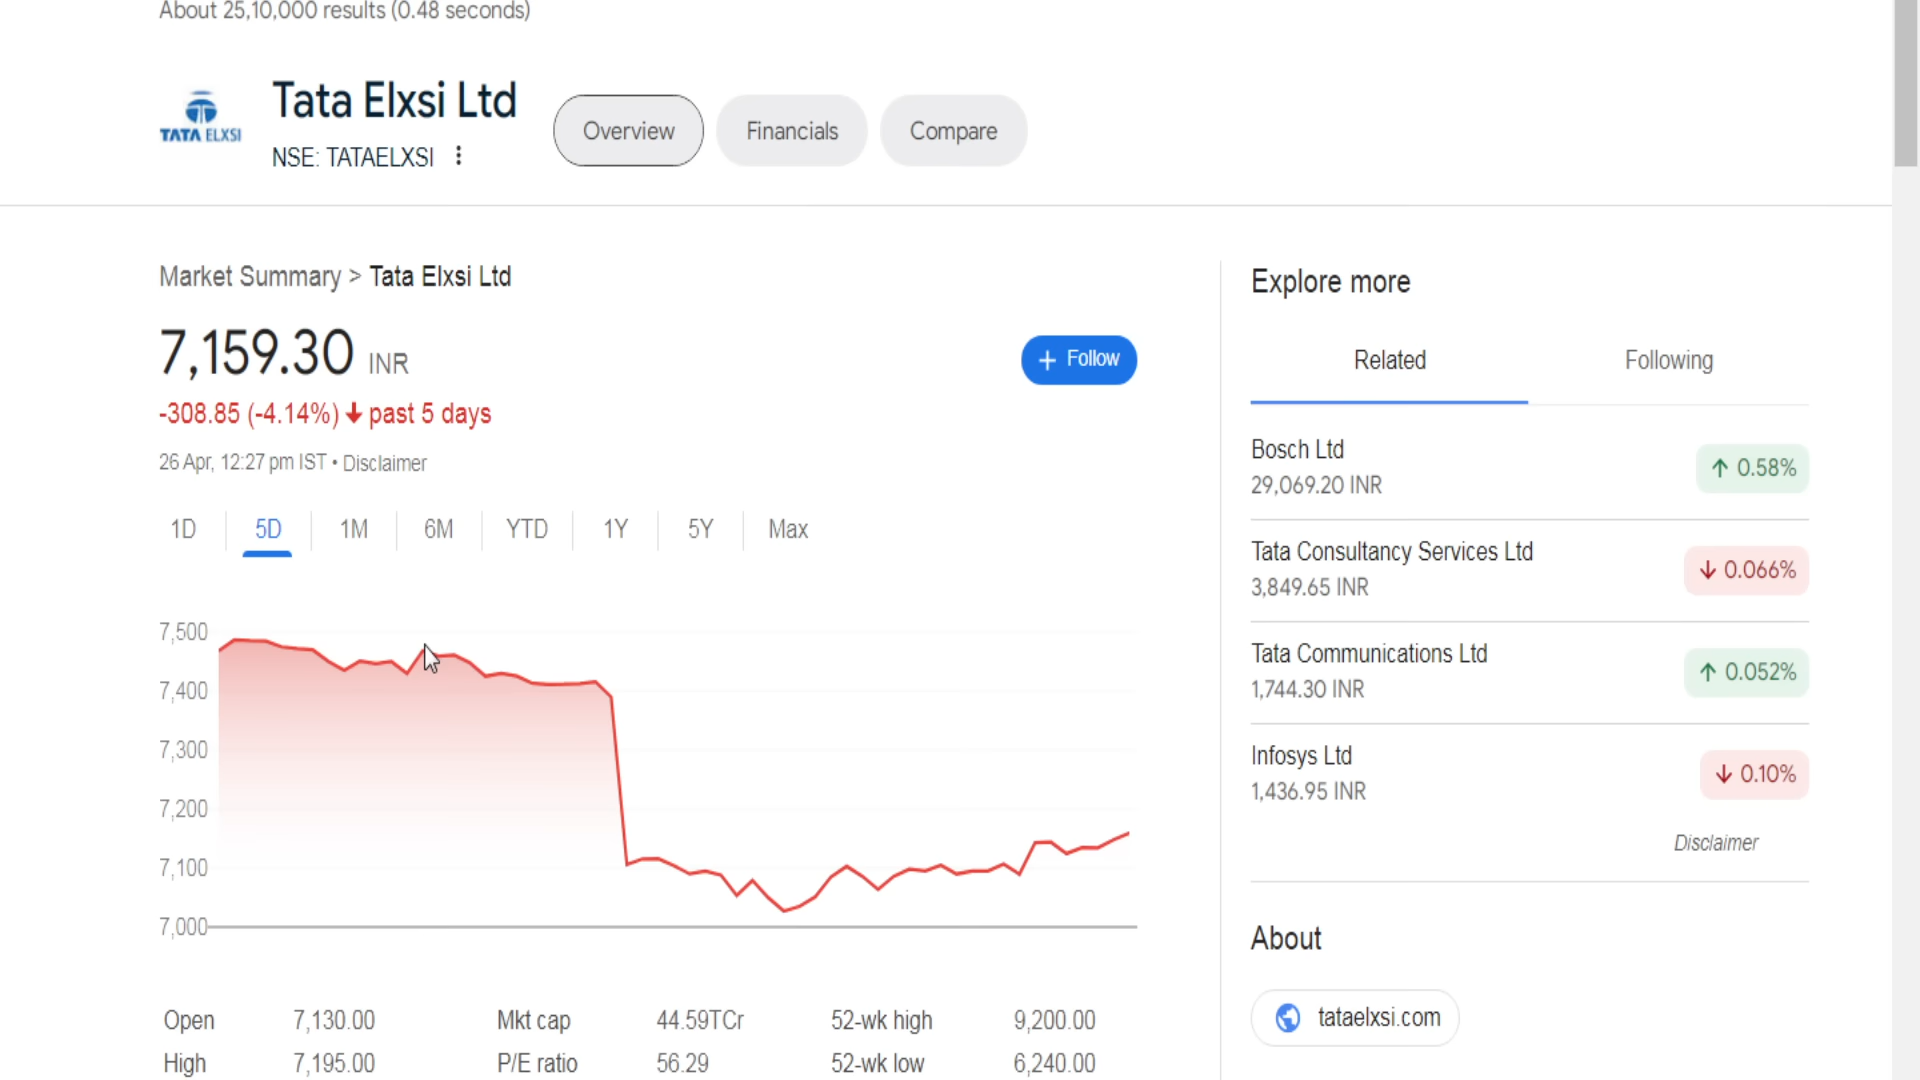 About 25,10,000 results (0.48 seconds)
TATA ELXSI
Tata Elxsi Ltd
NSE: TATAELXSI
Overview
Financials
Compare
Market Summary > Tata Elxsi Ltd
7,159.30 INR
+ Follow
-308.85 (-4.14%) ↓ past 5 days
26 Apr, 12:27 pm IST • Disclaimer
1D 5D 1M 6M YTD 1Y 5Y Max
7,500
7,400
7,300
7,200
7,100
7,000
Open 7,130.00 Mkt cap 44.59TCr 52-wk high 9,200.00
High 7,195.00 P/E ratio 56.29 52-wk low 6,240.00
Explore more
Related Following
Bosch Ltd
29,069.20 INR
↑ 0.58%
Tata Consultancy Services Ltd
3,849.65 INR
↓ 0.066%
Tata Communications Ltd
1,744.30 INR
↑ 0.052%
Infosys Ltd
1,436.95 INR
↓ 0.10%
Disclaimer
About
tataelxsi.com